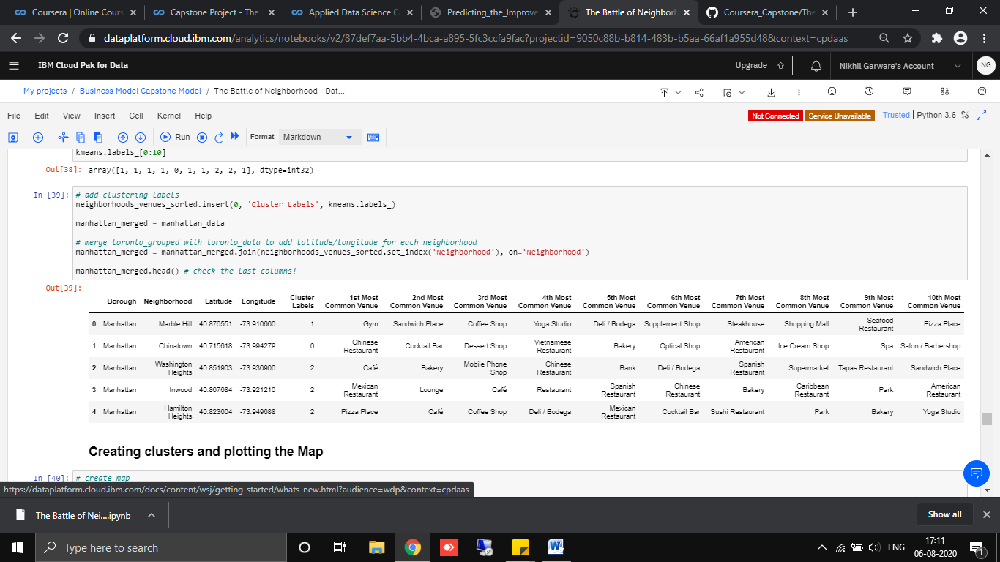 Coursera | Online Cours
Capstone Project - The
Applied Data Science C
Predicting_the_Improve
The Battle of Neighborh
Coursera_Capstone/The
dataplatform.cloud.ibm.com/analytics/notebooks/v2/87def7aa-5bb4-4bca-a895-5fc3ccfa9fac?projectid=9050c88b-b814-483b-b5aa-66af1a955d48&context=cpdaas
IBM Cloud Pak for Data
Upgrade
Nikhil Garware's Account
NG
My projects / Business Model Capstone Model / The Battle of Neighborhood - Dat...
File Edit View Insert Cell Kernel Help
Not Connected Service Unavailable Trusted | Python 3.6
Run Format Markdown
kmeans.labels_[0:10]
Out[38]: array([1, 1, 1, 1, 0, 1, 1, 2, 2, 1], dtype=int32)
In [39]: # add clustering labels
neighborhoods_venues_sorted.insert(0, 'Cluster Labels', kmeans.labels_)
manhattan_merged = manhattan_data
# merge toronto_grouped with toronto_data to add latitude/longitude for each neighborhood
manhattan_merged = manhattan_merged.join(neighborhoods_venues_sorted.set_index('Neighborhood'), on='Neighborhood')
manhattan_merged.head() # check the last columns!
Out[39]:
Borough Neighborhood Latitude Longitude Cluster Labels 1st Most Common Venue 2nd Most Common Venue 3rd Most Common Venue 4th Most Common Venue 5th Most Common Venue 6th Most Common Venue 7th Most Common Venue 8th Most Common Venue 9th Most Common Venue 10th Most Common Venue
0 Manhattan Marble Hill 40.876551 -73.910660 1 Gym Sandwich Place Coffee Shop Yoga Studio Deli / Bodega Supplement Shop Steakhouse Shopping Mall Seafood Restaurant Pizza Place
1 Manhattan Chinatown 40.715618 -73.994279 0 Chinese Restaurant Cocktail Bar Dessert Shop Vietnamese Restaurant Bakery Optical Shop American Restaurant Ice Cream Shop Spa Salon / Barbershop
2 Manhattan Washington Heights 40.851903 -73.936900 2 Café Bakery Mobile Phone Shop Chinese Restaurant Bank Deli / Bodega Spanish Restaurant Supermarket Tapas Restaurant Sandwich Place
3 Manhattan Inwood 40.867684 -73.921210 2 Mexican Restaurant Lounge Café Restaurant Spanish Restaurant Chinese Restaurant Bakery Caribbean Restaurant Park American Restaurant
4 Manhattan Hamilton Heights 40.823604 -73.949688 2 Pizza Place Café Coffee Shop Deli / Bodega Mexican Restaurant Cocktail Bar Sushi Restaurant Park Bakery Yoga Studio
Creating clusters and plotting the Map
In [40]: # create map
https://dataplatform.cloud.ibm.com/docs/content/wsj/getting-started/whats-new.html?audience=wdp&context=cpdaas
The Battle of Nei....ipynb
Show all
Type here to search
ENG
17:11
06-08-2020
1